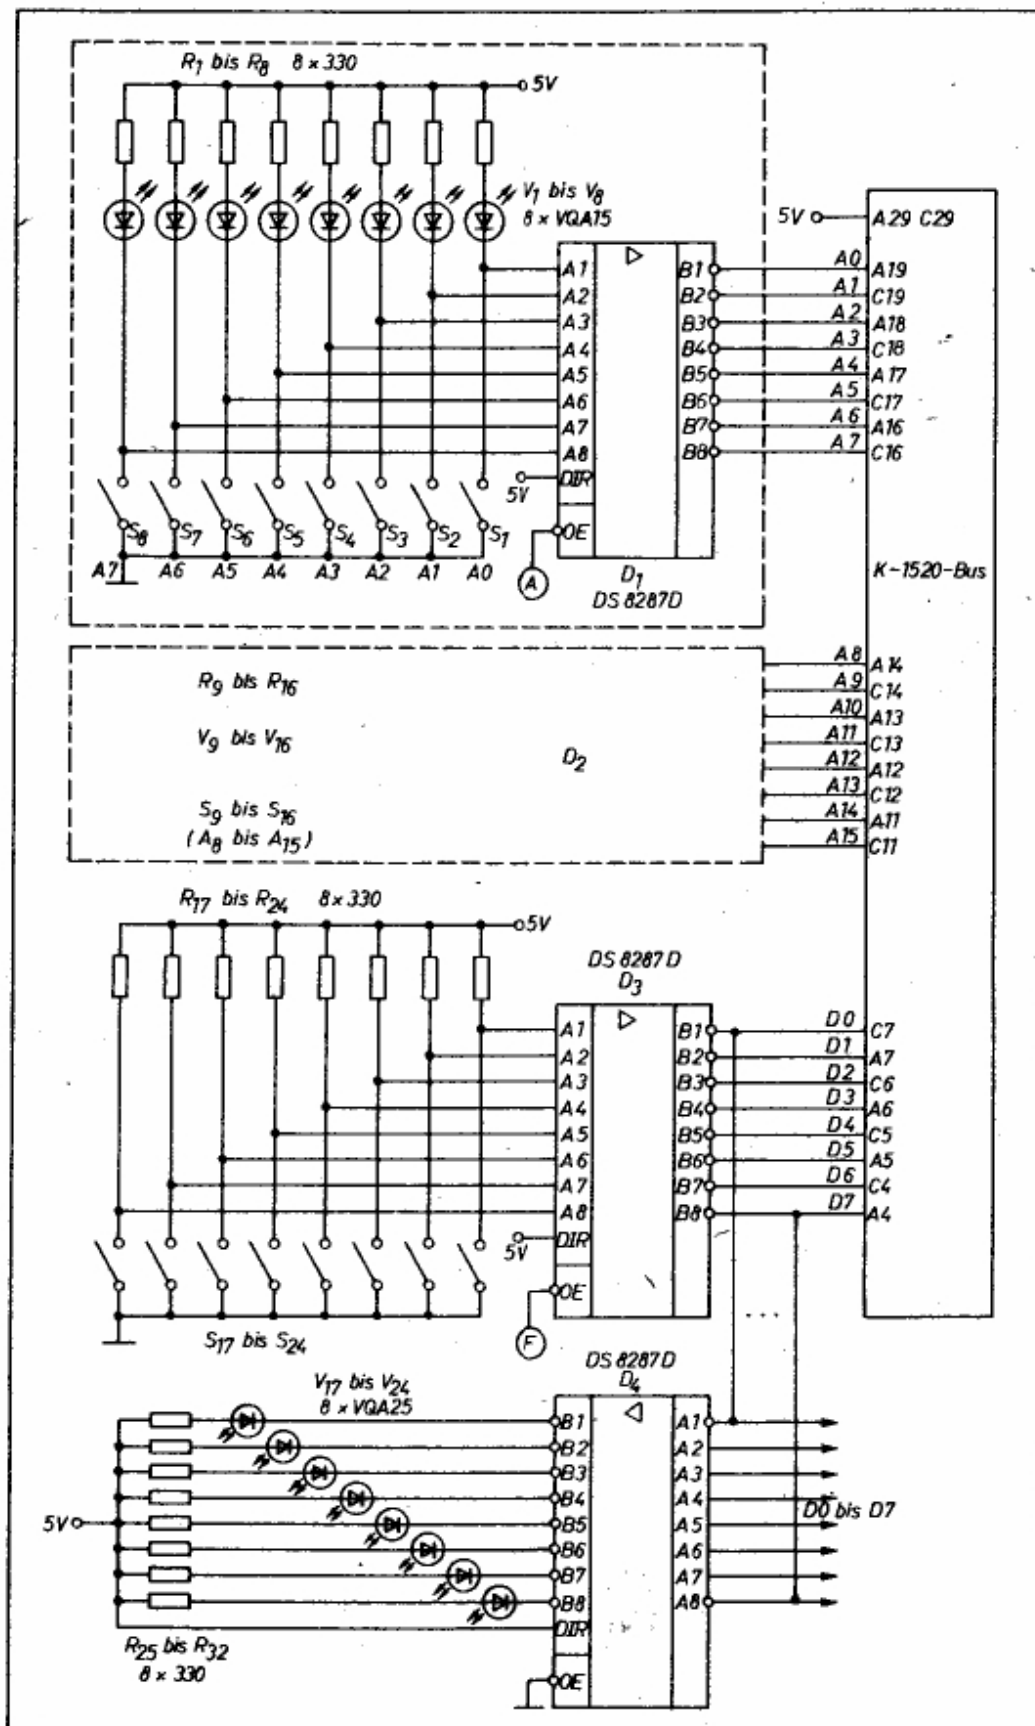 R1 bis R8 8×330
5V
V1 bis V8
8 × VQA15
A1
A2
A3
A4
A5
A6
A7
A8
DIR
OE
5V
B1
B2
B3
B4
B5
B6
B7
B8
S8 S7 S6 S5 S4 S3 S2 S1
A7 A6 A5 A4 A3 A2 A1 A0
A
D1
DS 8287D
5V
A29 C29
A0 A19
A1 C19
A2 A18
A3 C18
A4 A17
A5 C17
A6 A16
A7 C16
K-1520-Bus
R9 bis R16
V9 bis V16
D2
S9 bis S16
(A8 bis A15)
A8 A14
A9 C14
A10 A13
A11 C13
A12 A12
A13 C12
A14 A11
A15 C11
R17 bis R24 8×330
5V
DS 8287D
D3
A1
A2
A3
A4
A5
A6
A7
A8
DIR
OE
5V
B1
B2
B3
B4
B5
B6
B7
B8
D0 C7
D1 A7
D2 C6
D3 A6
D4 C5
D5 A5
D6 C4
D7 A4
F
S17 bis S24
...
DS 8287D
D4
V17 bis V24
8 × VQA25
B1
B2
B3
B4
B5
B6
B7
B8
DIR
OE
A1
A2
A3
A4
A5
A6
A7
A8
D0 bis D7
5V
R25 bis R32
8 × 330